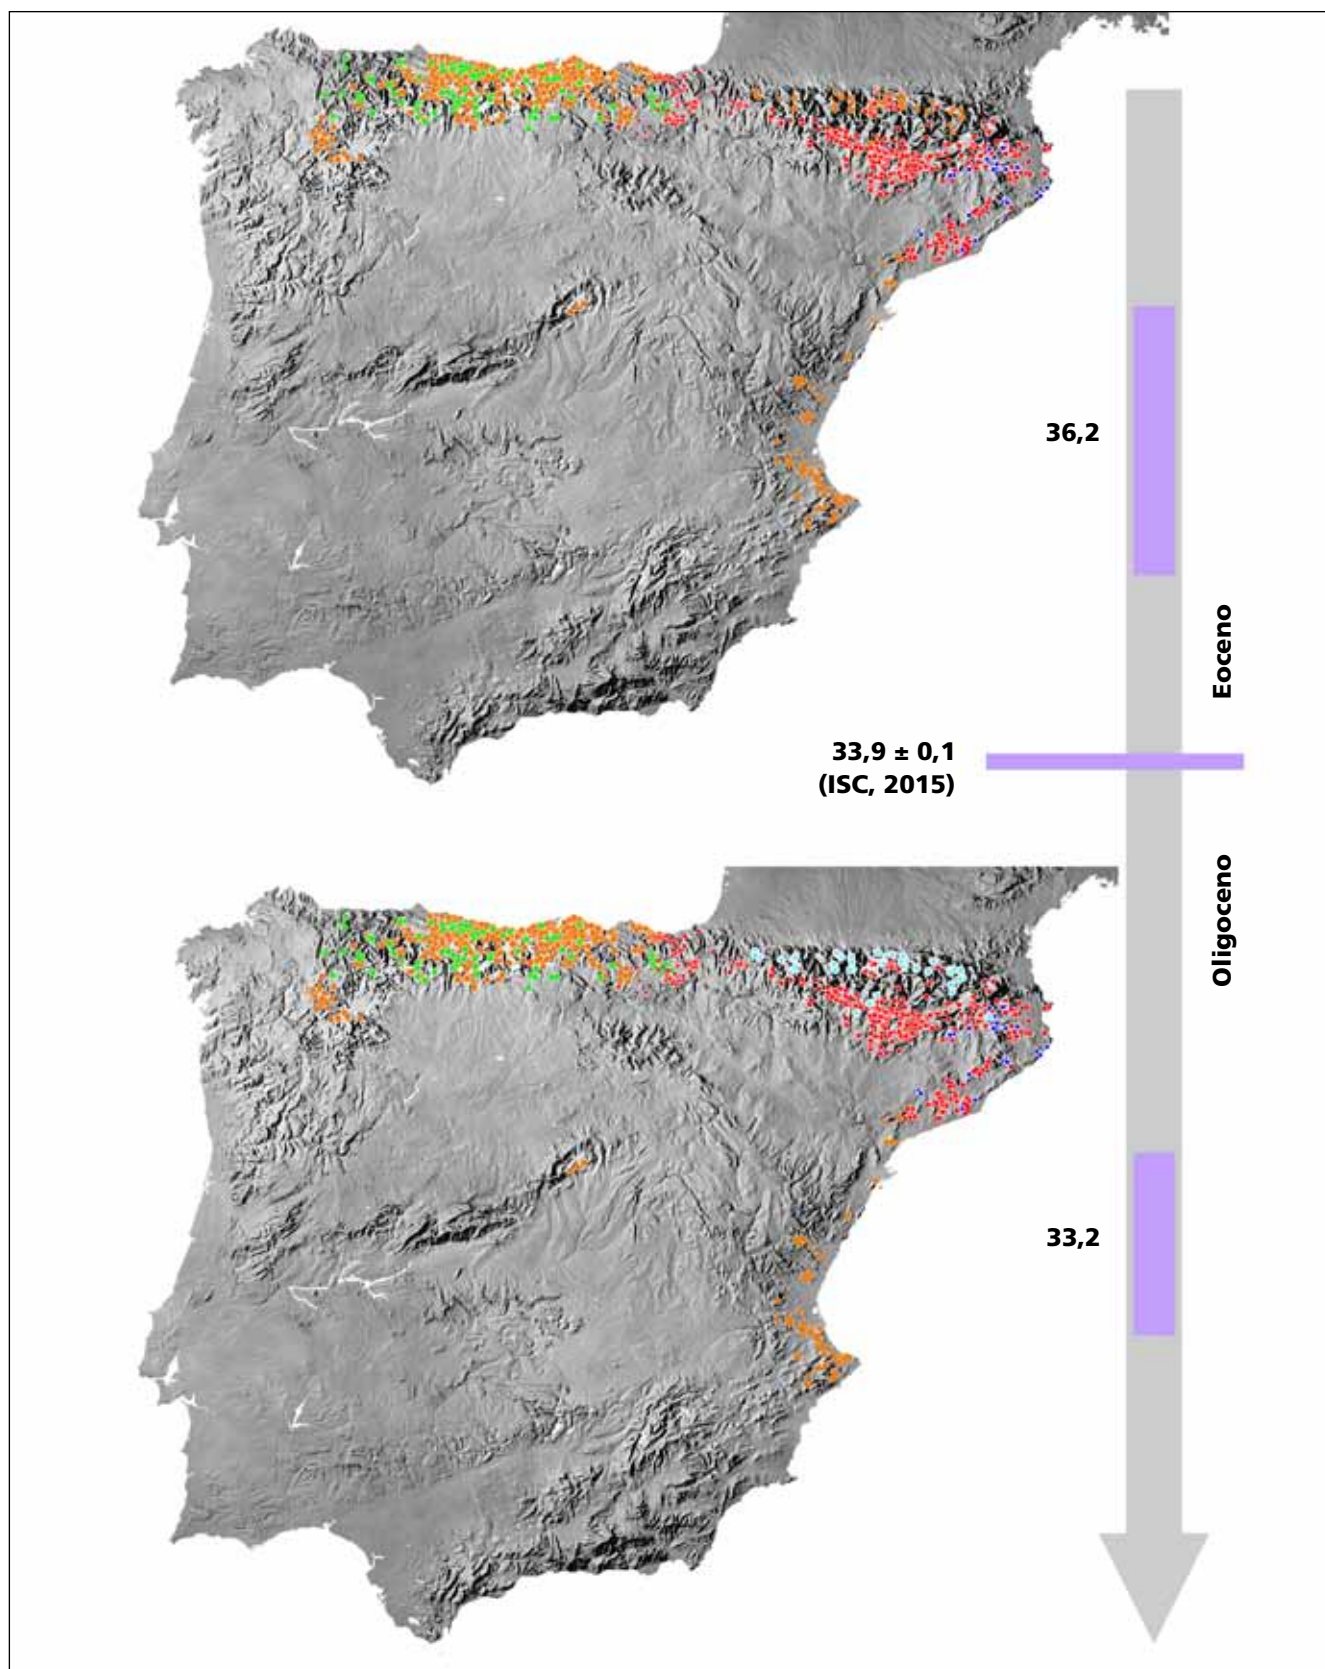 36,2
Eoceno
33,9 ± 0,1
(ISC, 2015)
Oligoceno
33,2